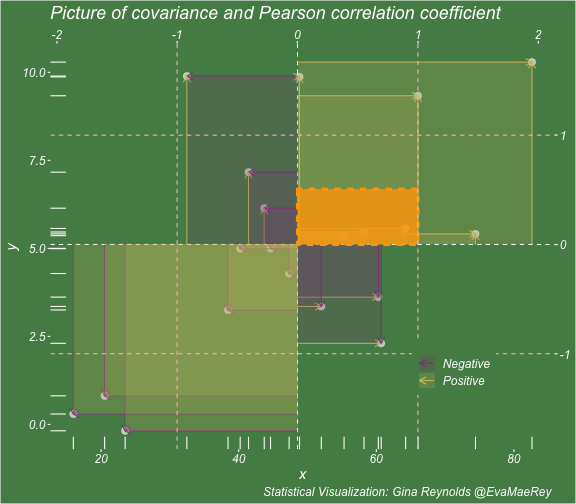 Picture of covariance and Pearson correlation coefficient
-2 -1 0 1 2
10.0
1
7.5
y
5.0 0
2.5
-1
Negative
Positive
0.0
20 40 60 80
x
Statistical Visualization: Gina Reynolds @EvaMaeRey